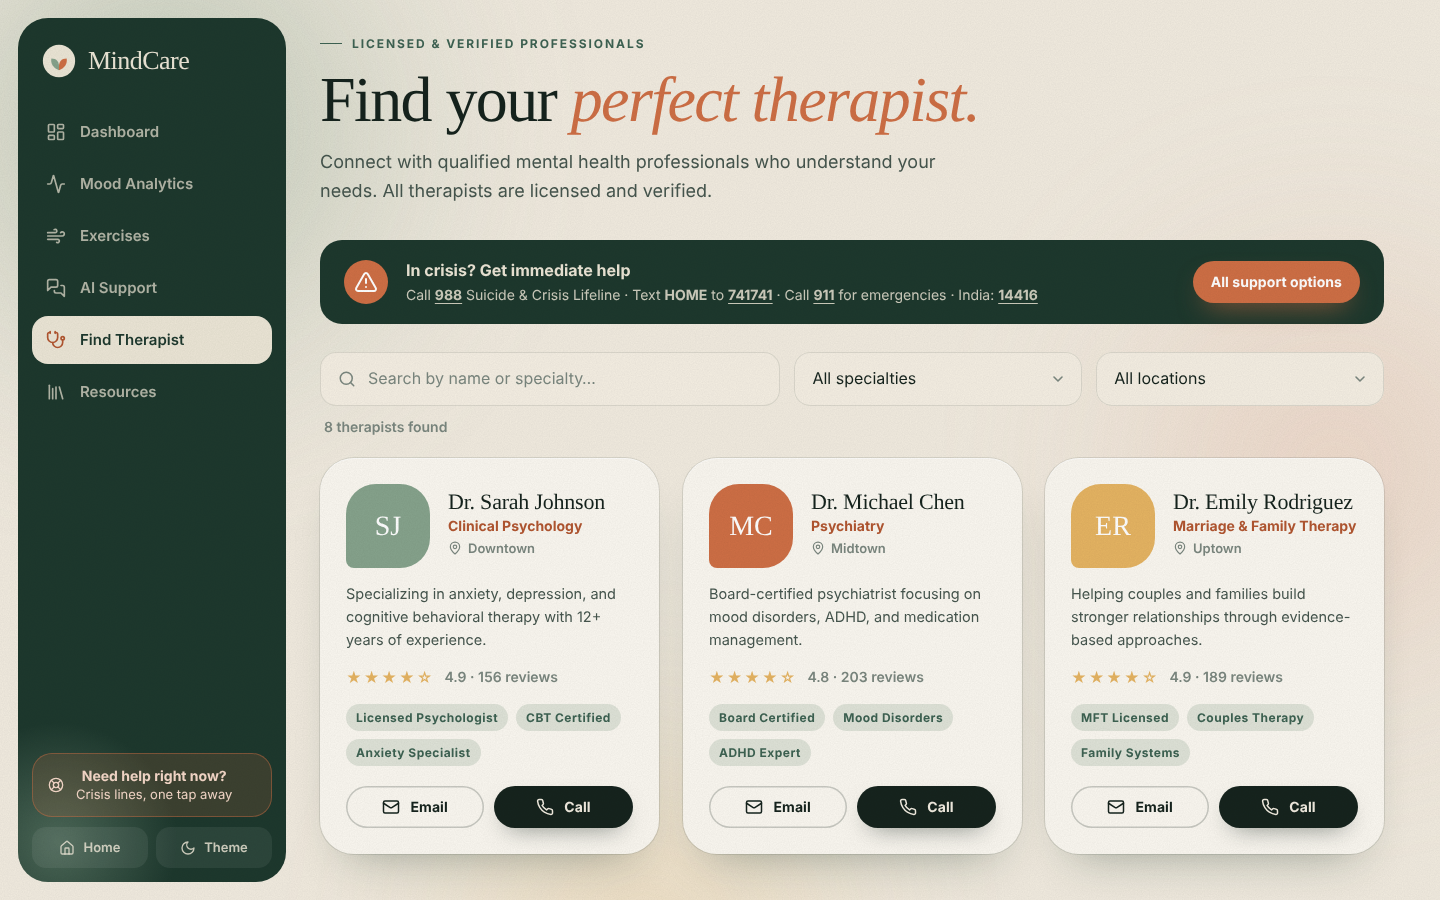 MindCare
Dashboard
Mood Analytics
Exercises
AI Support
Find Therapist
Resources
Need help right now?
Crisis lines, one tap away
Home
Theme
LICENSED & VERIFIED PROFESSIONALS
Find your perfect therapist.
Connect with qualified mental health professionals who understand your
needs. All therapists are licensed and verified.
In crisis? Get immediate help
Call 988 Suicide & Crisis Lifeline · Text HOME to 741741 · Call 911 for emergencies · India: 14416
All support options
Search by name or specialty...
All specialties
All locations
8 therapists found
SJ
Dr. Sarah Johnson
Clinical Psychology
Downtown
Specializing in anxiety, depression, and
cognitive behavioral therapy with 12+
years of experience.
★★★★☆ 4.9 · 156 reviews
Licensed Psychologist
CBT Certified
Anxiety Specialist
Email
Call
MC
Dr. Michael Chen
Psychiatry
Midtown
Board-certified psychiatrist focusing on
mood disorders, ADHD, and medication
management.
★★★★☆ 4.8 · 203 reviews
Board Certified
Mood Disorders
ADHD Expert
Email
Call
ER
Dr. Emily Rodriguez
Marriage & Family Therapy
Uptown
Helping couples and families build
stronger relationships through evidence-
based approaches.
★★★★☆ 4.9 · 189 reviews
MFT Licensed
Couples Therapy
Family Systems
Email
Call